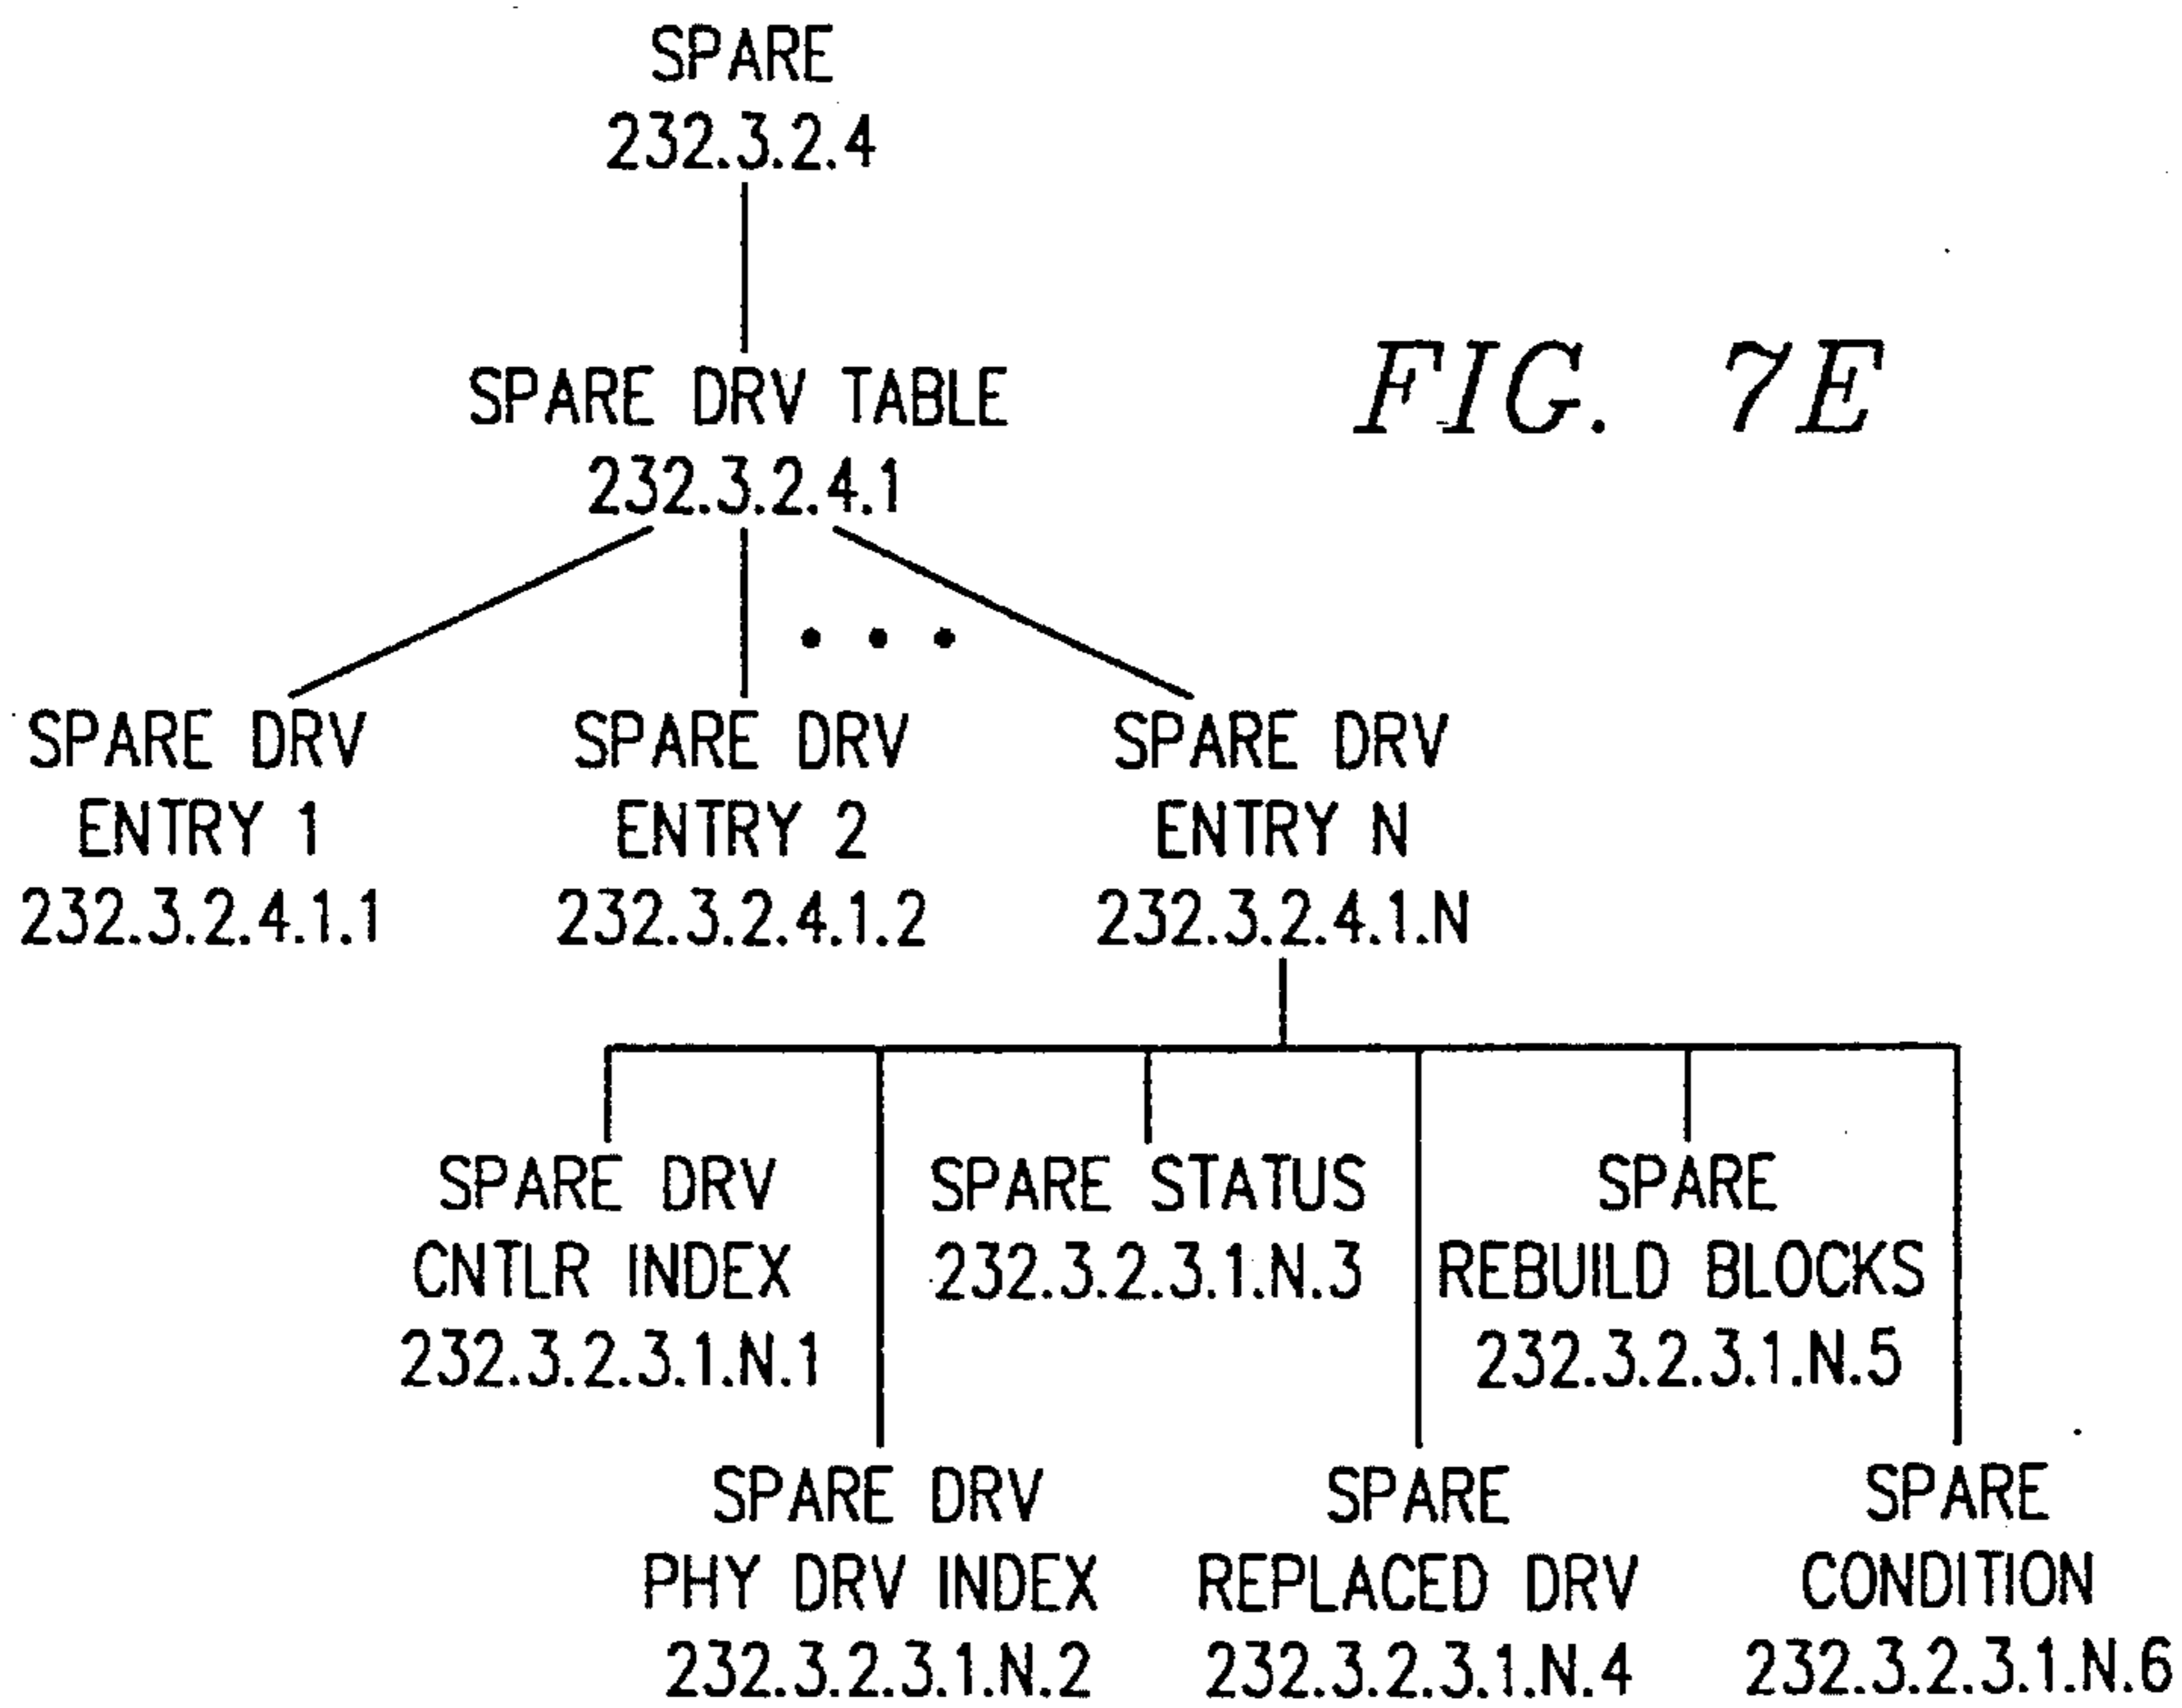 SPARE
232.3.2.4
SPARE DRV TABLE
232.3.2.4.1
FIG. 7E
SPARE DRV
ENTRY 1
232.3.2.4.1.1
SPARE DRV
ENTRY 2
232.3.2.4.1.2
SPARE DRV
ENTRY N
232.3.2.4.1.N
SPARE DRV
CNTLR INDEX
232.3.2.3.1.N.1
SPARE DRV
PHY DRV INDEX
232.3.2.3.1.N.2
SPARE STATUS
232.3.2.3.1.N.3
SPARE
REPLACED DRV
232.3.2.3.1.N.4
SPARE
REBUILD BLOCKS
232.3.2.3.1.N.5
SPARE
CONDITION
232.3.2.3.1.N.6